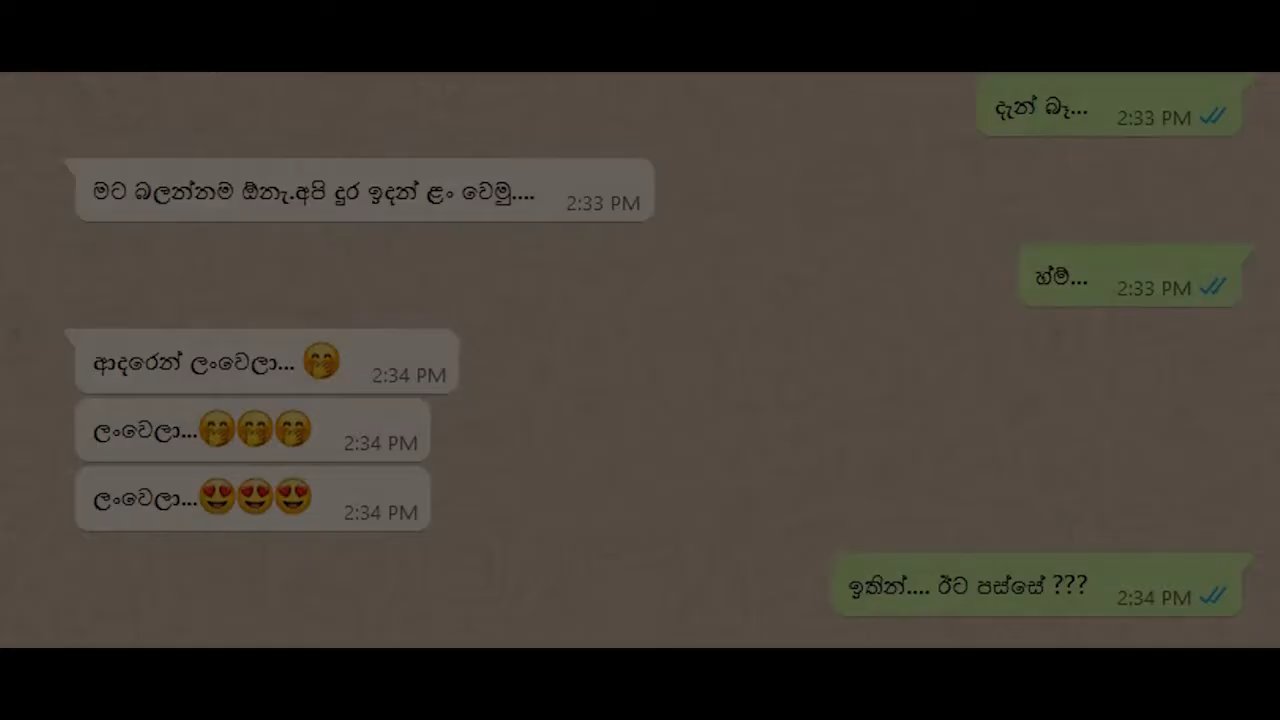 දැන් බෑ... 2:33 PM
මට බලන්නම ඕනැ.අපි දුර ඉදන් ළං වෙමු.... 2:33 PM
හ්ම්... 2:33 PM
ආදරෙන් ලංවෙලා... 🤭 2:34 PM
ලංවෙලා...🤭🤭🤭 2:34 PM
ලංවෙලා...😍😍😍 2:34 PM
ඉතින්.... ඊට පස්සේ ??? 2:34 PM